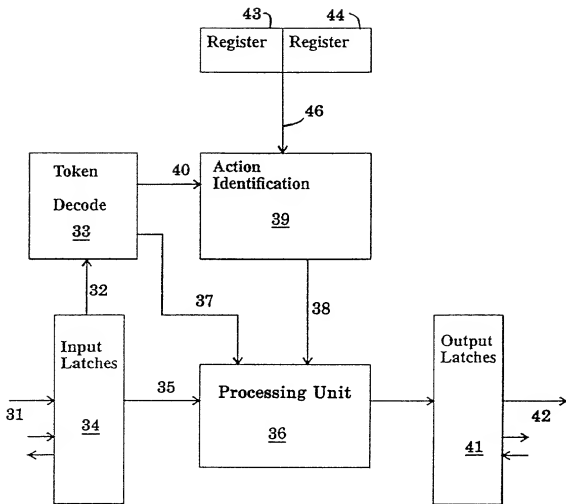 43 44
Register Register
46
Token
Decode
33
40
Action
Identification
39
32
37
38
Input
Latches
34
31
35
Processing Unit
36
Output
Latches
41
42